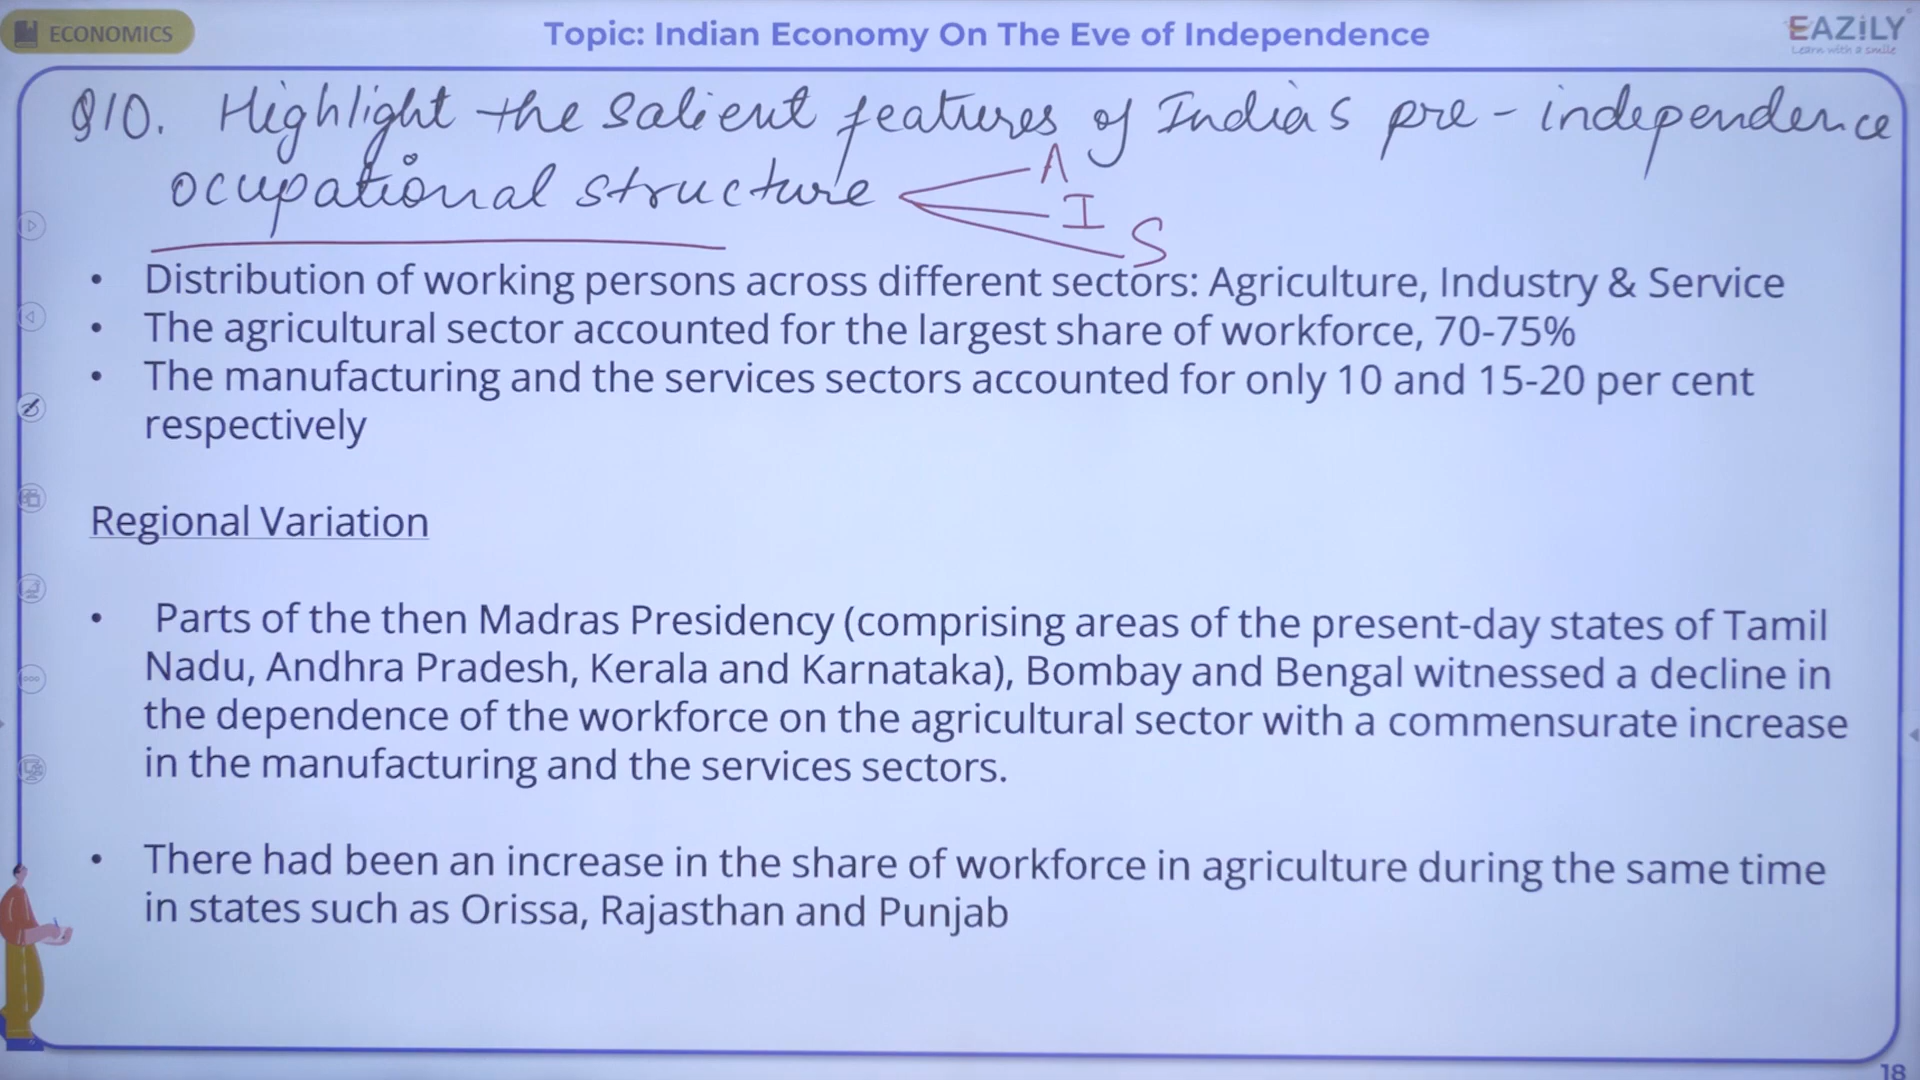 ECONOMICS
Topic: Indian Economy On The Eve of Independence
EAZiLY
Learn with a smile
Q10. Highlight the salient features of India's pre-independence
ocupational structure
A
I
S
• Distribution of working persons across different sectors: Agriculture, Industry & Service
• The agricultural sector accounted for the largest share of workforce, 70-75%
• The manufacturing and the services sectors accounted for only 10 and 15-20 per cent
respectively
Regional Variation
• Parts of the then Madras Presidency (comprising areas of the present-day states of Tamil
Nadu, Andhra Pradesh, Kerala and Karnataka), Bombay and Bengal witnessed a decline in
the dependence of the workforce on the agricultural sector with a commensurate increase
in the manufacturing and the services sectors.
• There had been an increase in the share of workforce in agriculture during the same time
in states such as Orissa, Rajasthan and Punjab
18